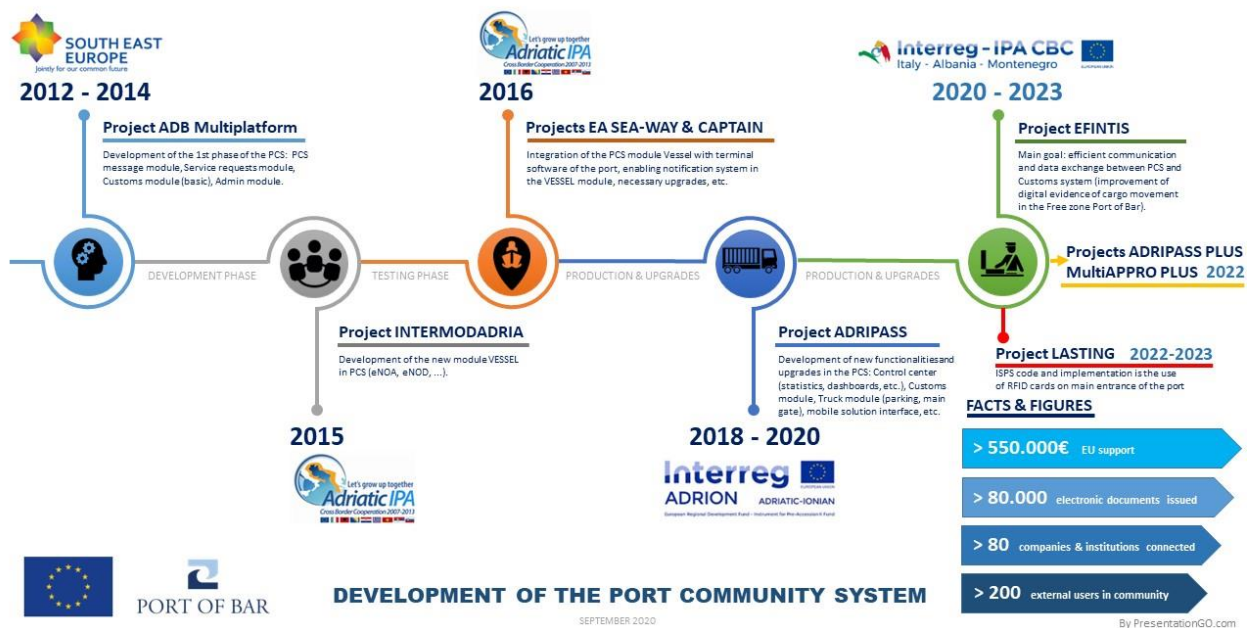 SOUTH EAST
EUROPE
Jointly for our common future
2012 - 2014
Project ADB Multiplatform
Development of the 1st phase of the PCS: PCS
message module, Service requests module,
Customs module (basic), Admin module.
DEVELOPMENT PHASE
Project INTERMODADRIA
Development of the new module VESSEL
in PCS (eNOA, eNOD, ...).
2015
Let's grow up together
Adriatic IPA
Cross Border Cooperation 2007-2013
TESTING PHASE
Let's grow up together
Adriatic IPA
Cross Border Cooperation 2007-2013
2016
Projects EA SEA-WAY & CAPTAIN
Integration of the PCS module Vessel with terminal
software of the port, enabling notification system in
the VESSEL module, necessary upgrades, etc.
PRODUCTION & UPGRADES
Project ADRIPASS
Development of new functionalities and
upgrades in the PCS: Control center
(statistics, dashboards, etc.), Customs
module, Truck module (parking, main
gate), mobile solution interface, etc.
2018 - 2020
Interreg
ADRION ADRIATIC-IONIAN
European Regional Development Fund - Instrument for Pre-Accession II Fund
PRODUCTION & UPGRADES
Interreg - IPA CBC
Italy - Albania - Montenegro
2020 - 2023
Project EFINTIS
Main goal: efficient communication
and data exchange between PCS and
Customs system (improvement of
digital evidence of cargo movement
in the Free zone Port of Bar).
Projects ADRIPASS PLUS
MultiAPPRO PLUS 2022
Project LASTING 2022-2023
ISPS code and implementation is the use
of RFID cards on main entrance of the port
FACTS & FIGURES
> 550.000€ EU support
> 80.000 electronic documents issued
> 80 companies & institutions connected
> 200 external users in community
PORT OF BAR
DEVELOPMENT OF THE PORT COMMUNITY SYSTEM
SEPTEMBER 2020
By PresentationGO.com